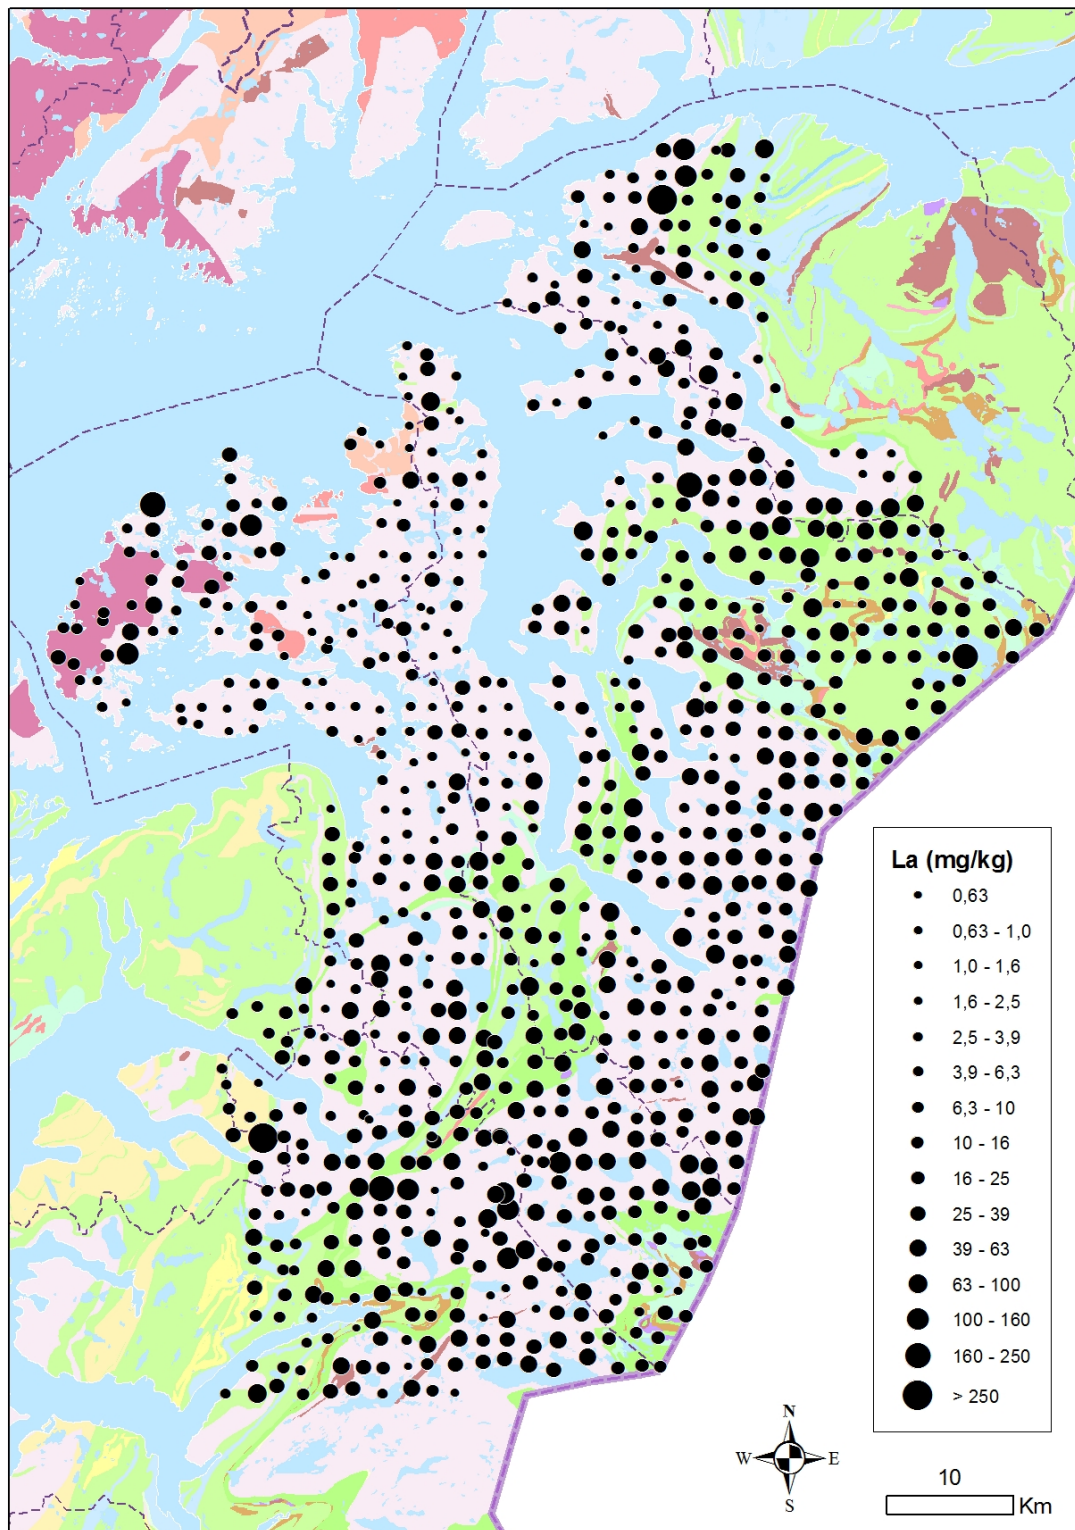 La (mg/kg)
0,63
0,63 - 1,0
1,0 - 1,6
1,6 - 2,5
2,5 - 3,9
3,9 - 6,3
6,3 - 10
10 - 16
16 - 25
25 - 39
39 - 63
63 - 100
100 - 160
160 - 250
> 250
N
W E
S
10
Km